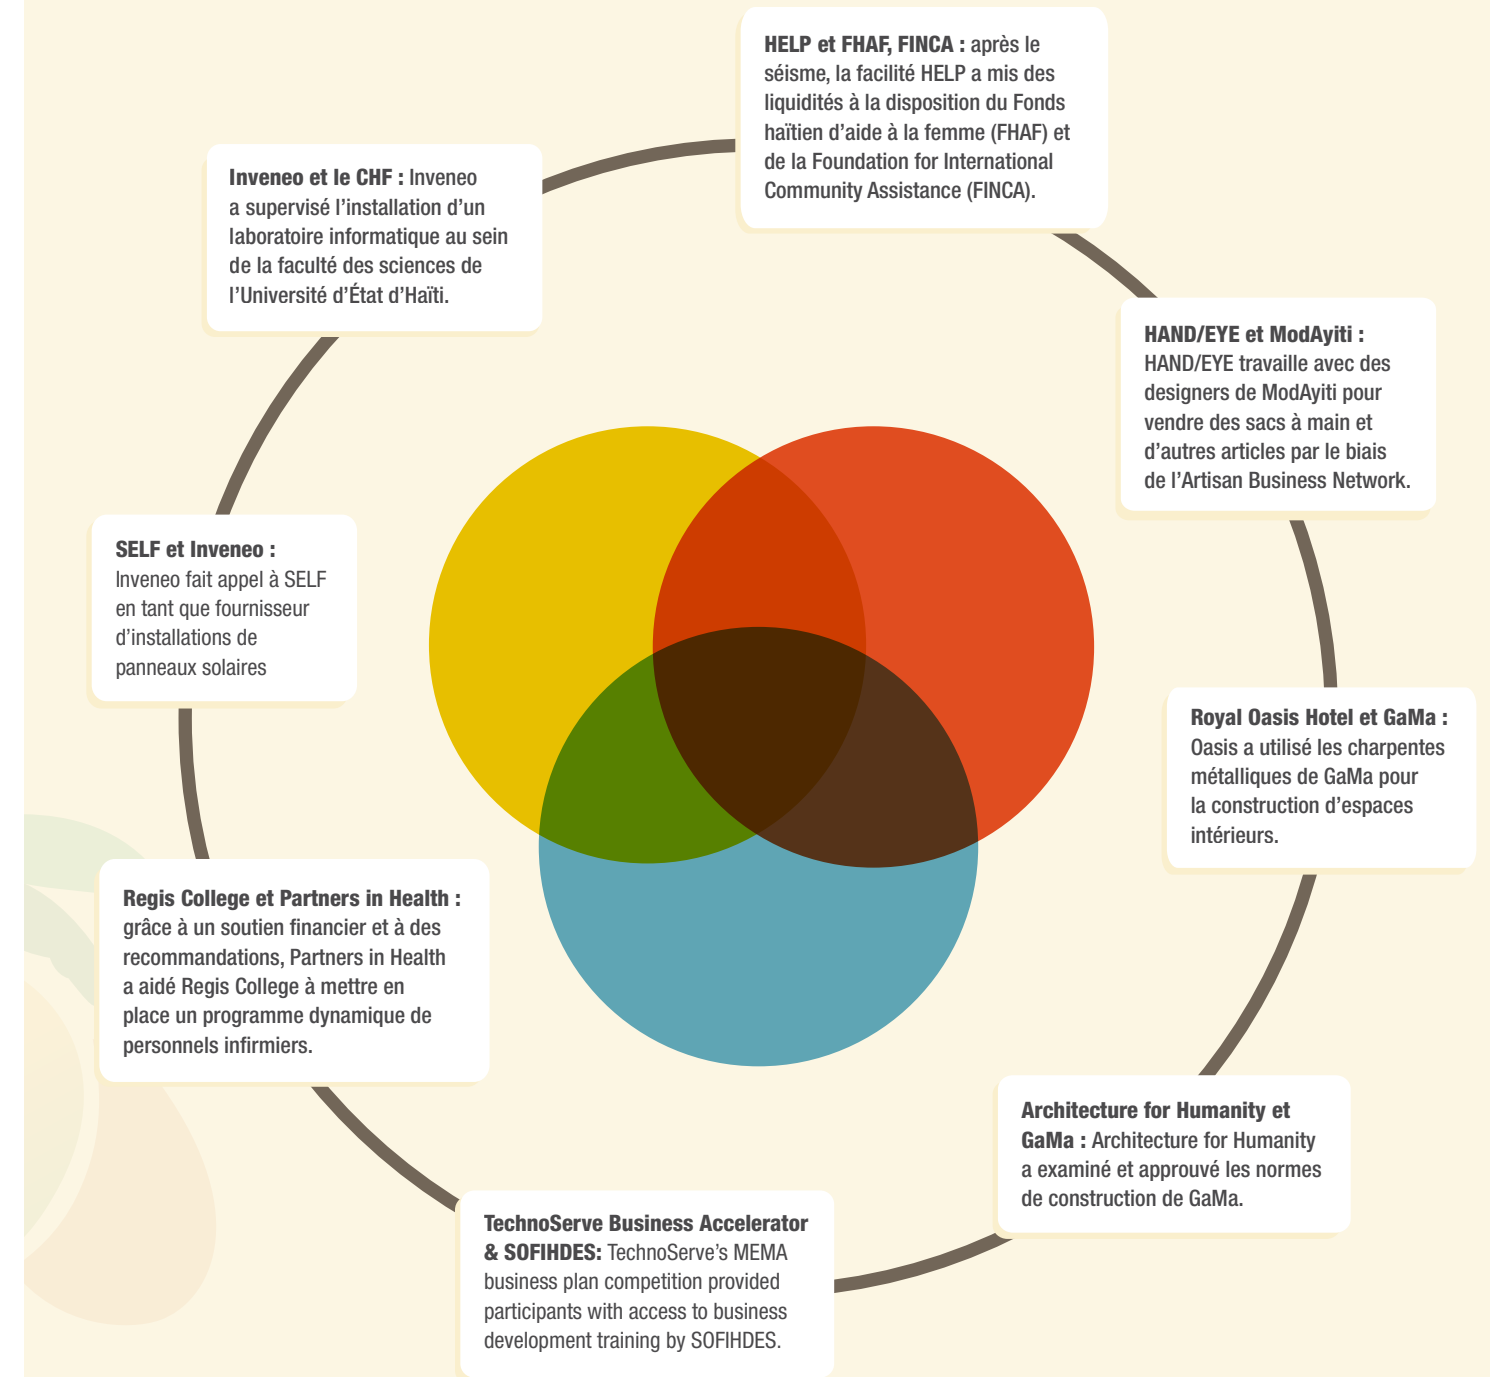 HELP et FHAF, FINCA : après le
séisme, la facilité HELP a mis des
liquidités à la disposition du Fonds
haïtien d’aide à la femme (FHAF) et
de la Foundation for International
Community Assistance (FINCA).
Inveneo et le CHF : Inveneo
a supervisé l’installation d’un
laboratoire informatique au sein
de la faculté des sciences de
l’Université d’État d’Haïti.
HAND/EYE et ModAyiti :
HAND/EYE travaille avec des
designers de ModAyiti pour
vendre des sacs à main et
d’autres articles par le biais
de l’Artisan Business Network.
SELF et Inveneo :
Inveneo fait appel à SELF
en tant que fournisseur
d’installations de
panneaux solaires
Royal Oasis Hotel et GaMa :
Oasis a utilisé les charpentes
métalliques de GaMa pour
la construction d’espaces
intérieurs.
Regis College et Partners in Health :
grâce à un soutien financier et à des
recommandations, Partners in Health
a aidé Regis College à mettre en
place un programme dynamique de
personnels infirmiers.
Architecture for Humanity et
GaMa : Architecture for Humanity
a examiné et approuvé les normes
de construction de GaMa.
TechnoServe Business Accelerator
& SOFIHDES: TechnoServe’s MEMA
business plan competition provided
participants with access to business
development training by SOFIHDES.